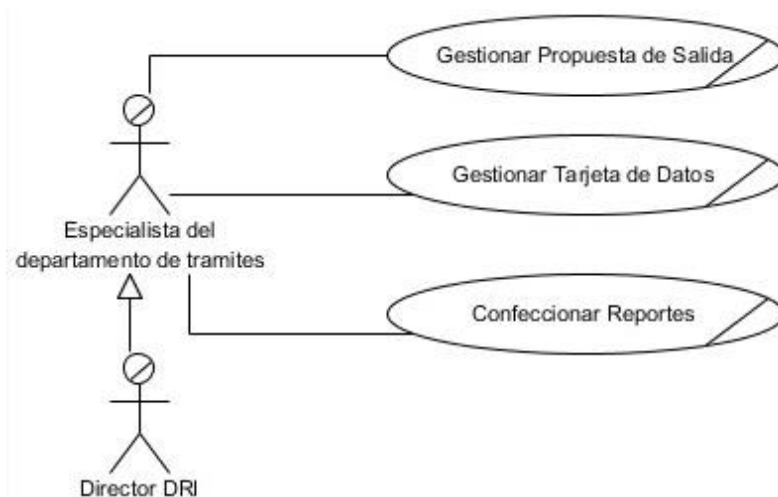 Gestionar Propuesta de Salida
Gestionar Tarjeta de Datos
Especialista del
departamento de tramites
Confeccionar Reportes
Director DRI